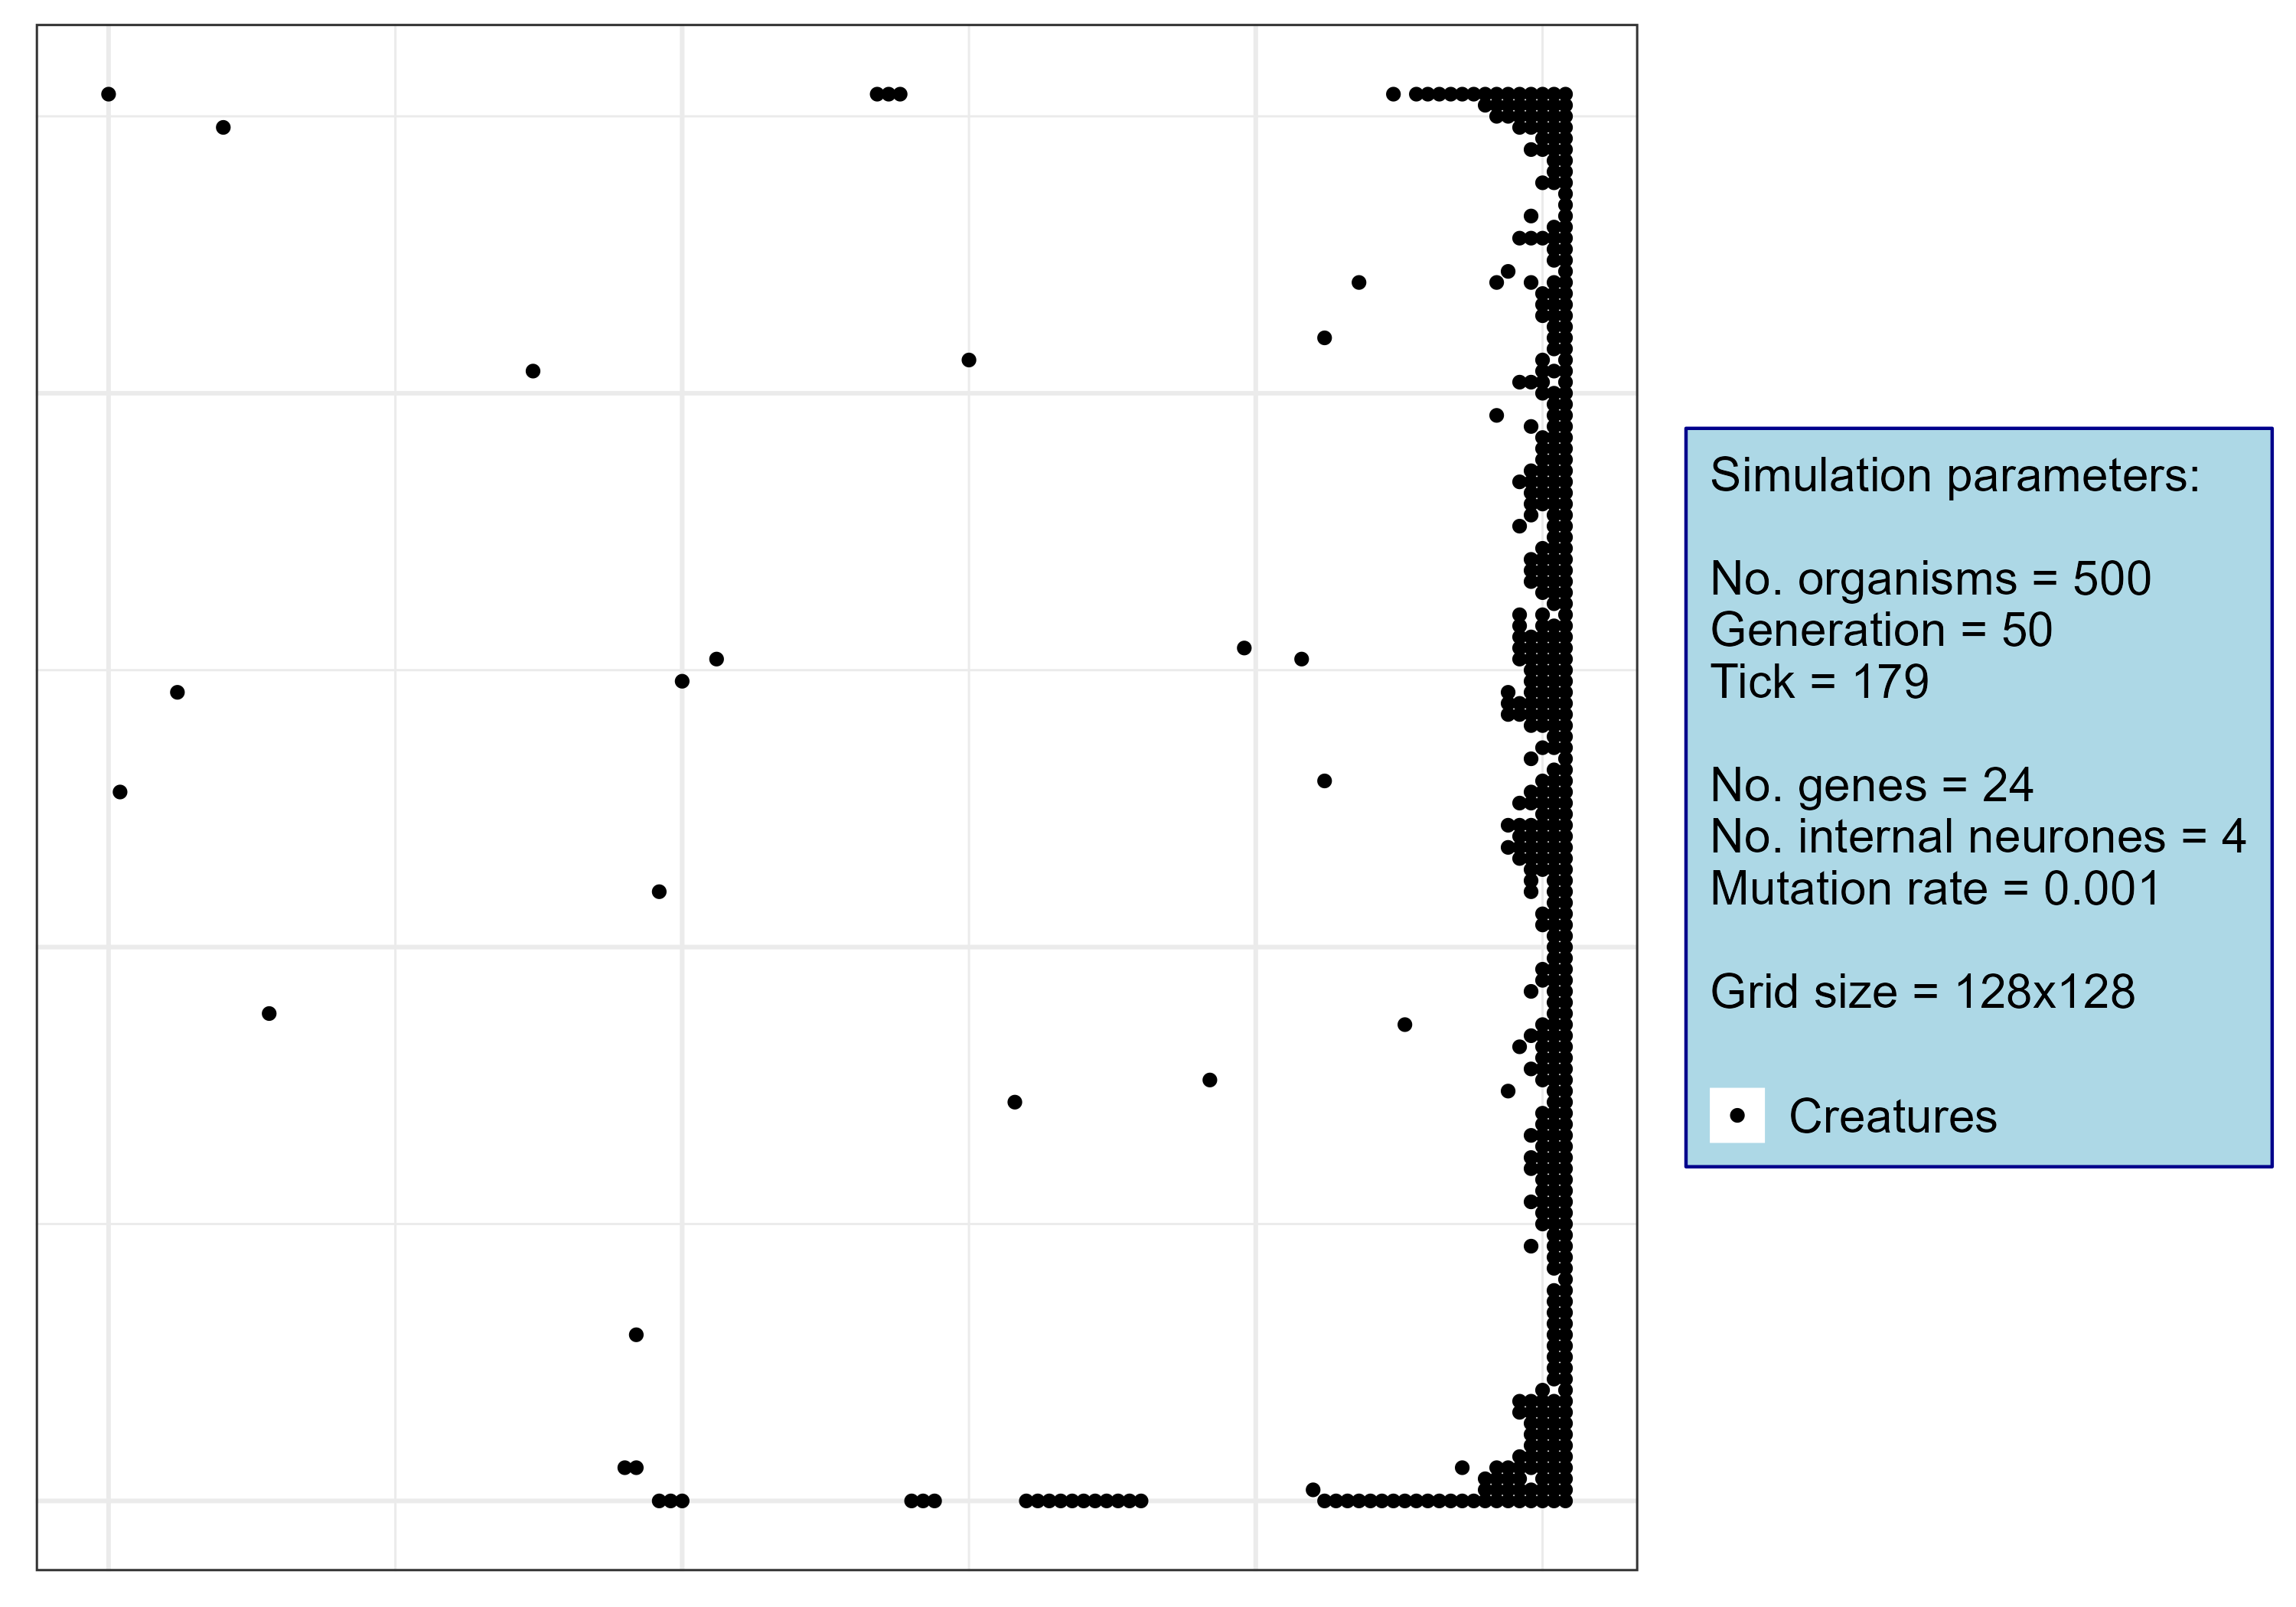 Simulation parameters:
No. organisms = 500
Generation = 50
Tick = 179
No. genes = 24
No. internal neurones = 4
Mutation rate = 0.001
Grid size = 128x128
Creatures